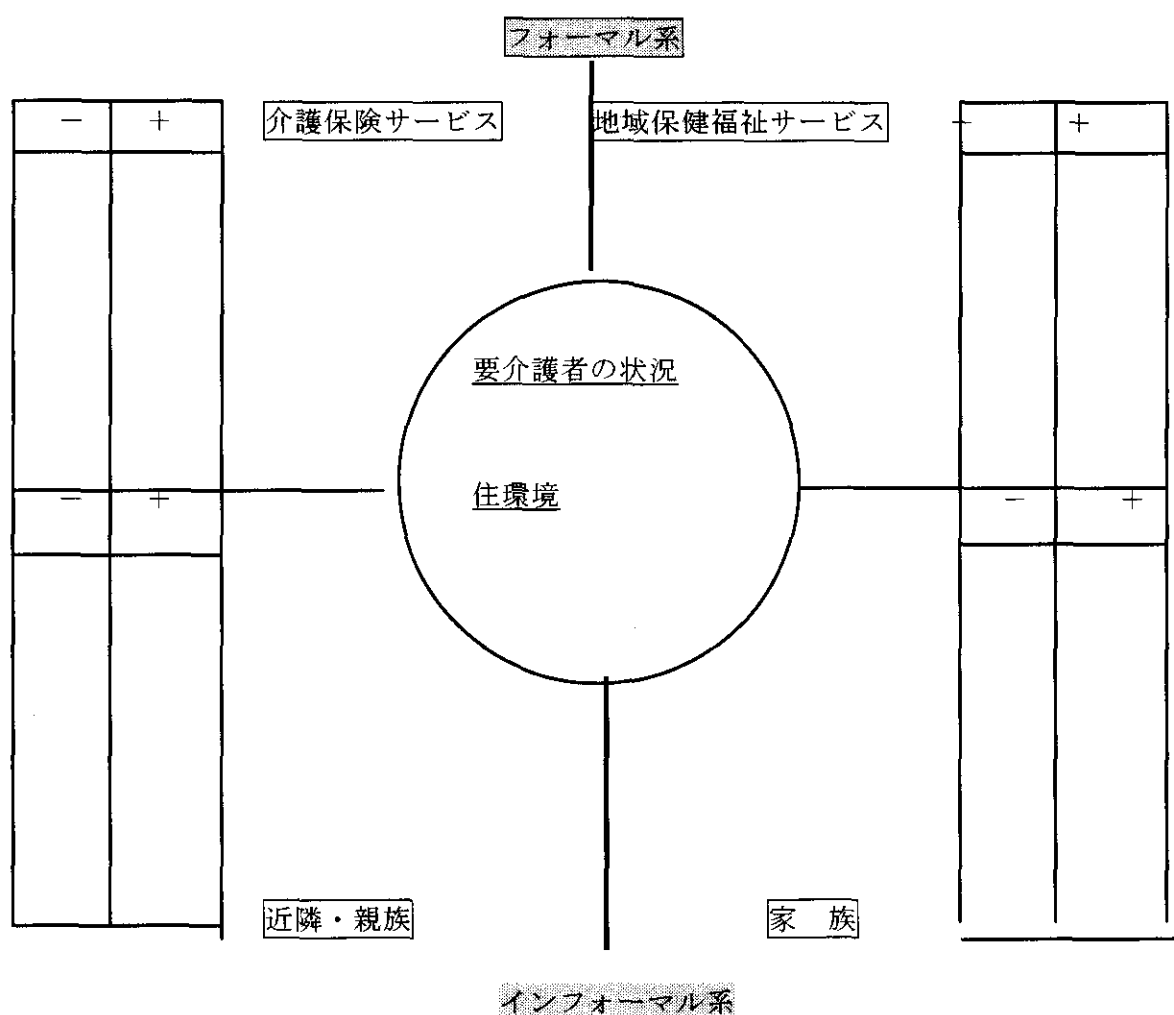 フォーマル系
－ ＋ 介護保険サービス 地域保健福祉サービス － ＋
要介護者の状況
－ ＋ 住環境 － ＋
近隣・親族 家　族
インフォーマル系